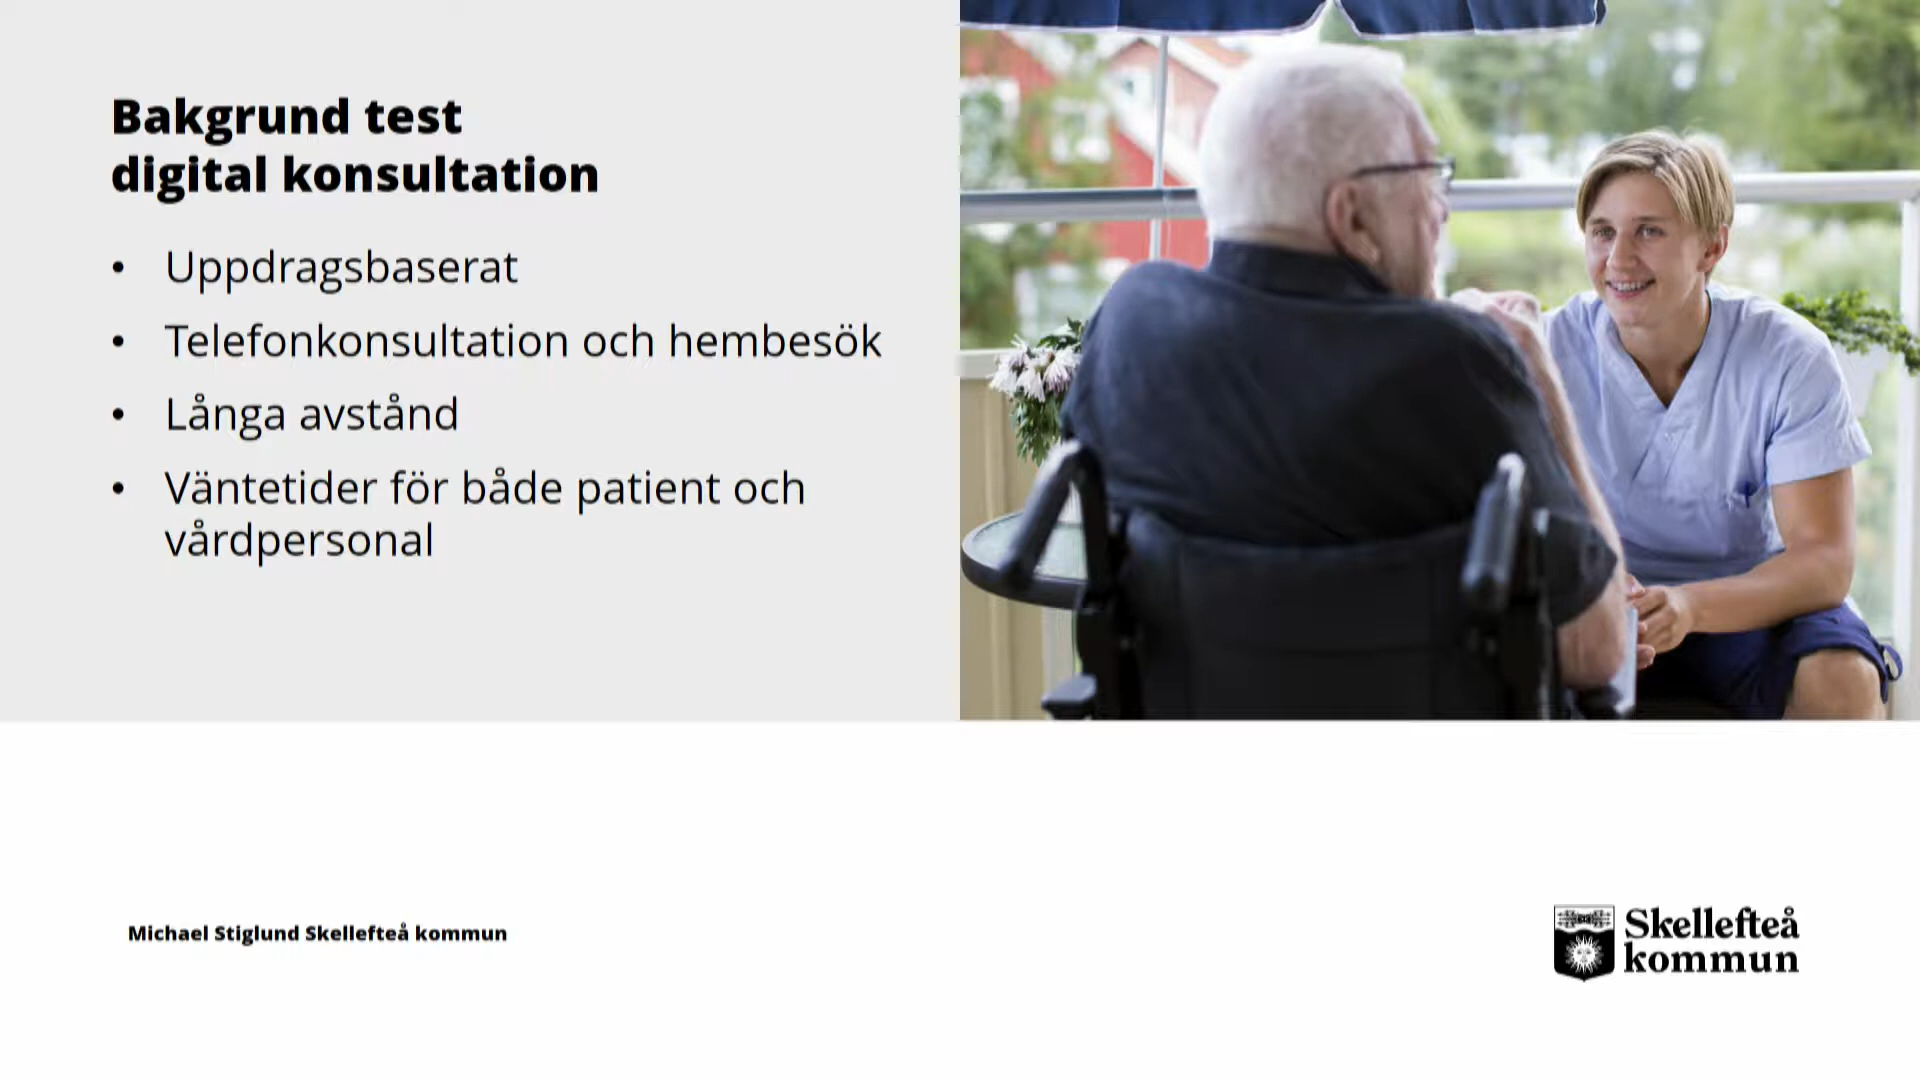 Bakgrund test
digital konsultation
• Uppdragsbaserat
• Telefonkonsultation och hembesök
• Långa avstånd
• Väntetider för både patient och
vårdpersonal
Michael Stiglund Skellefteå kommun
Skellefteå
kommun